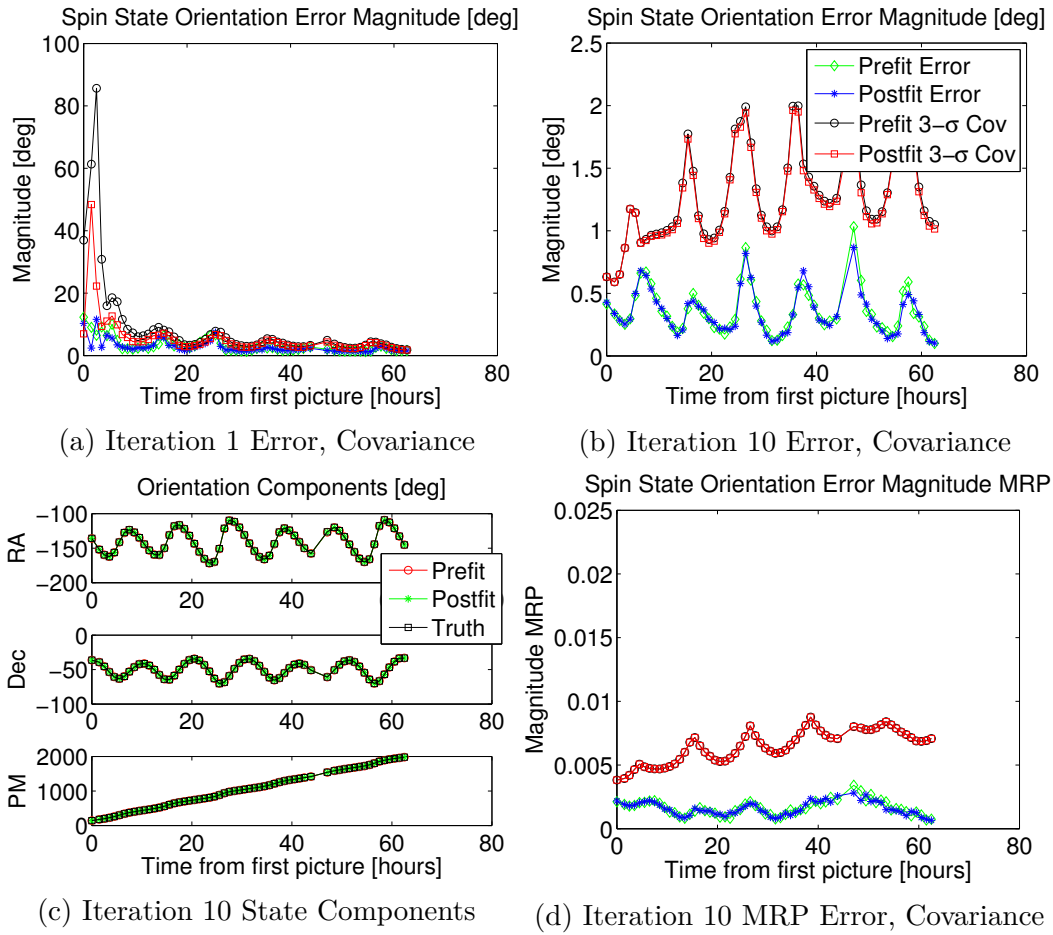 Spin State Orientation Error Magnitude [deg]
100
80
60
40
20
0
0 20 40 60 80
Magnitude [deg]
Time from first picture [hours]
(a) Iteration 1 Error, Covariance
Spin State Orientation Error Magnitude [deg]
2.5
2
1.5
1
0.5
0
0 20 40 60 80
Magnitude [deg]
Prefit Error
Postfit Error
Prefit 3−σ Cov
Postfit 3−σ Cov
Time from first picture [hours]
(b) Iteration 10 Error, Covariance
Orientation Components [deg]
RA
−100
−150
−200
0 20 40
Prefit
Postfit
Truth
Dec
0
−50
−100
0 20 40 60 80
PM
2000
1000
0
0 20 40 60 80
Time from first picture [hours]
(c) Iteration 10 State Components
Spin State Orientation Error Magnitude MRP
0.025
0.02
0.015
0.01
0.005
0
0 20 40 60 80
Magnitude MRP
Time from first picture [hours]
(d) Iteration 10 MRP Error, Covariance